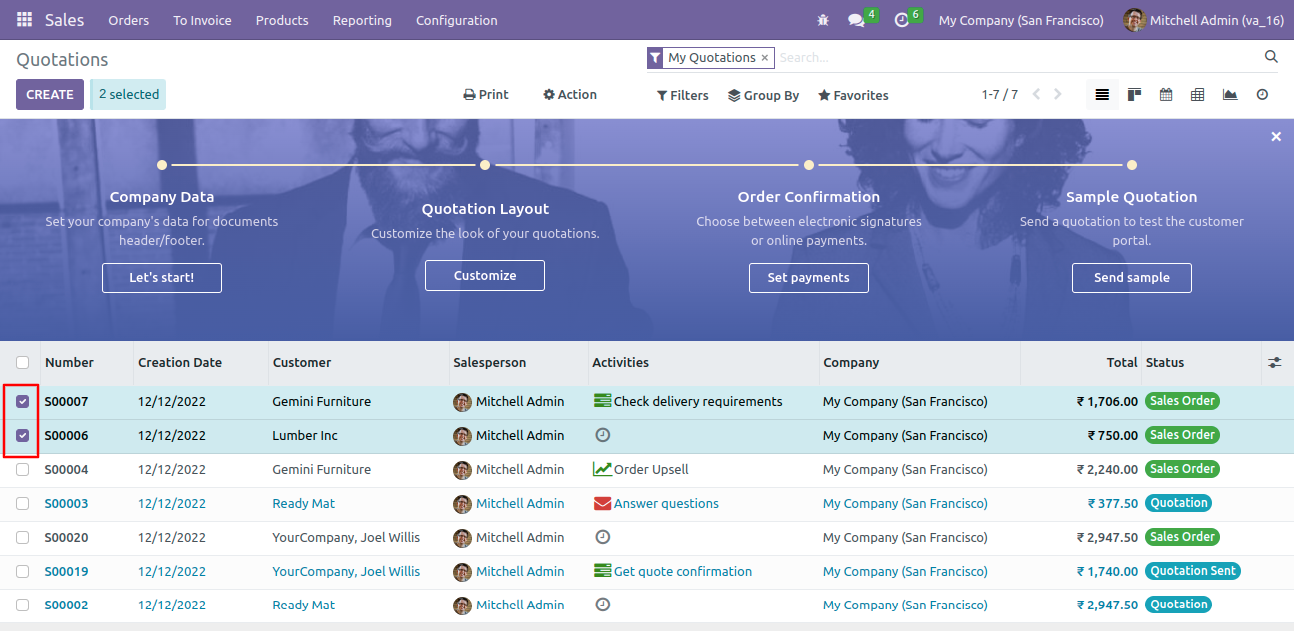 Sales Orders To Invoice Products Reporting Configuration 4 6 My Company (San Francisco) Mitchell Admin (va_16)
Quotations My Quotations × Search...
CREATE 2 selected Print Action Filters Group By Favorites 1-7 / 7
Company Data
Set your company's data for documents
header/footer.
Let's start!
Quotation Layout
Customize the look of your quotations.
Customize
Order Confirmation
Choose between electronic signatures
or online payments.
Set payments
Sample Quotation
Send a quotation to test the customer
portal.
Send sample
Number Creation Date Customer Salesperson Activities Company Total Status
S00007 12/12/2022 Gemini Furniture Mitchell Admin Check delivery requirements My Company (San Francisco) ₹ 1,706.00 Sales Order
S00006 12/12/2022 Lumber Inc Mitchell Admin My Company (San Francisco) ₹ 750.00 Sales Order
S00004 12/12/2022 Gemini Furniture Mitchell Admin Order Upsell My Company (San Francisco) ₹ 2,240.00 Sales Order
S00003 12/12/2022 Ready Mat Mitchell Admin Answer questions My Company (San Francisco) ₹ 377.50 Quotation
S00020 12/12/2022 YourCompany, Joel Willis Mitchell Admin My Company (San Francisco) ₹ 2,947.50 Sales Order
S00019 12/12/2022 YourCompany, Joel Willis Mitchell Admin Get quote confirmation My Company (San Francisco) ₹ 1,740.00 Quotation Sent
S00002 12/12/2022 Ready Mat Mitchell Admin My Company (San Francisco) ₹ 2,947.50 Quotation